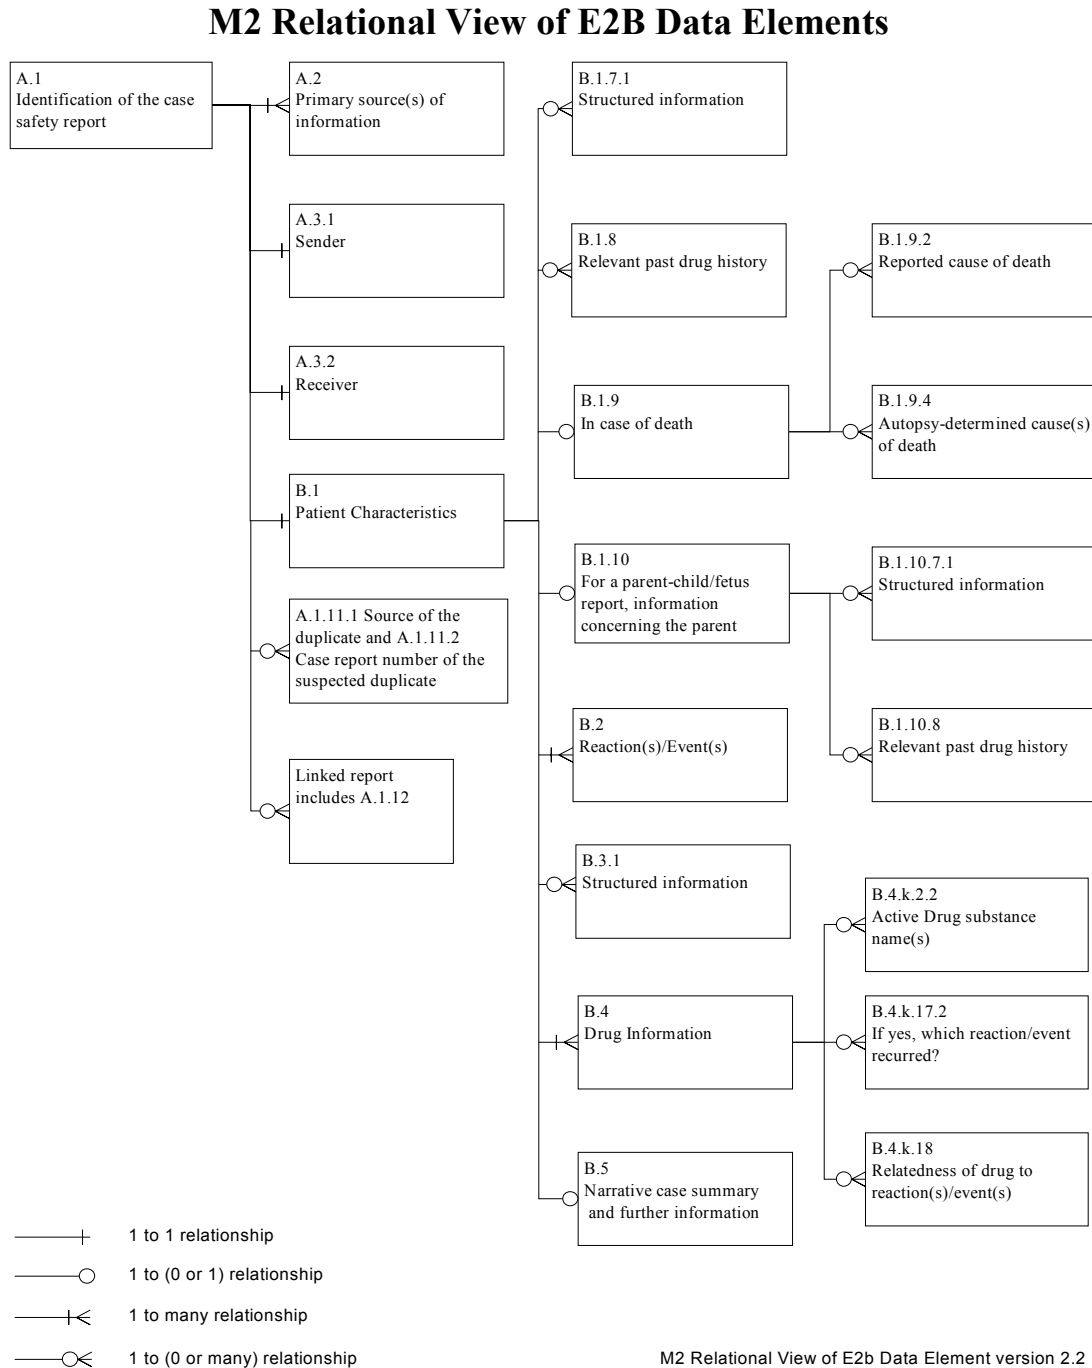 M2 Relational View of E2B Data Elements
A.1
Identification of the case
safety report
A.2
Primary source(s) of
information
A.3.1
Sender
A.3.2
Receiver
B.1
Patient Characteristics
A.1.11.1 Source of the
duplicate and A.1.11.2
Case report number of the
suspected duplicate
Linked report
includes A.1.12
B.1.7.1
Structured information
B.1.8
Relevant past drug history
B.1.9
In case of death
B.1.10
For a parent-child/fetus
report, information
concerning the parent
B.2
Reaction(s)/Event(s)
B.3.1
Structured information
B.4
Drug Information
B.5
Narrative case summary
and further information
B.1.9.2
Reported cause of death
B.1.9.4
Autopsy-determined cause(s)
of death
B.1.10.7.1
Structured information
B.1.10.8
Relevant past drug history
B.4.k.2.2
Active Drug substance
name(s)
B.4.k.17.2
If yes, which reaction/event
recurred?
B.4.k.18
Relatedness of drug to
reaction(s)/event(s)
1 to 1 relationship
1 to (0 or 1) relationship
1 to many relationship
1 to (0 or many) relationship
M2 Relational View of E2b Data Element version 2.2